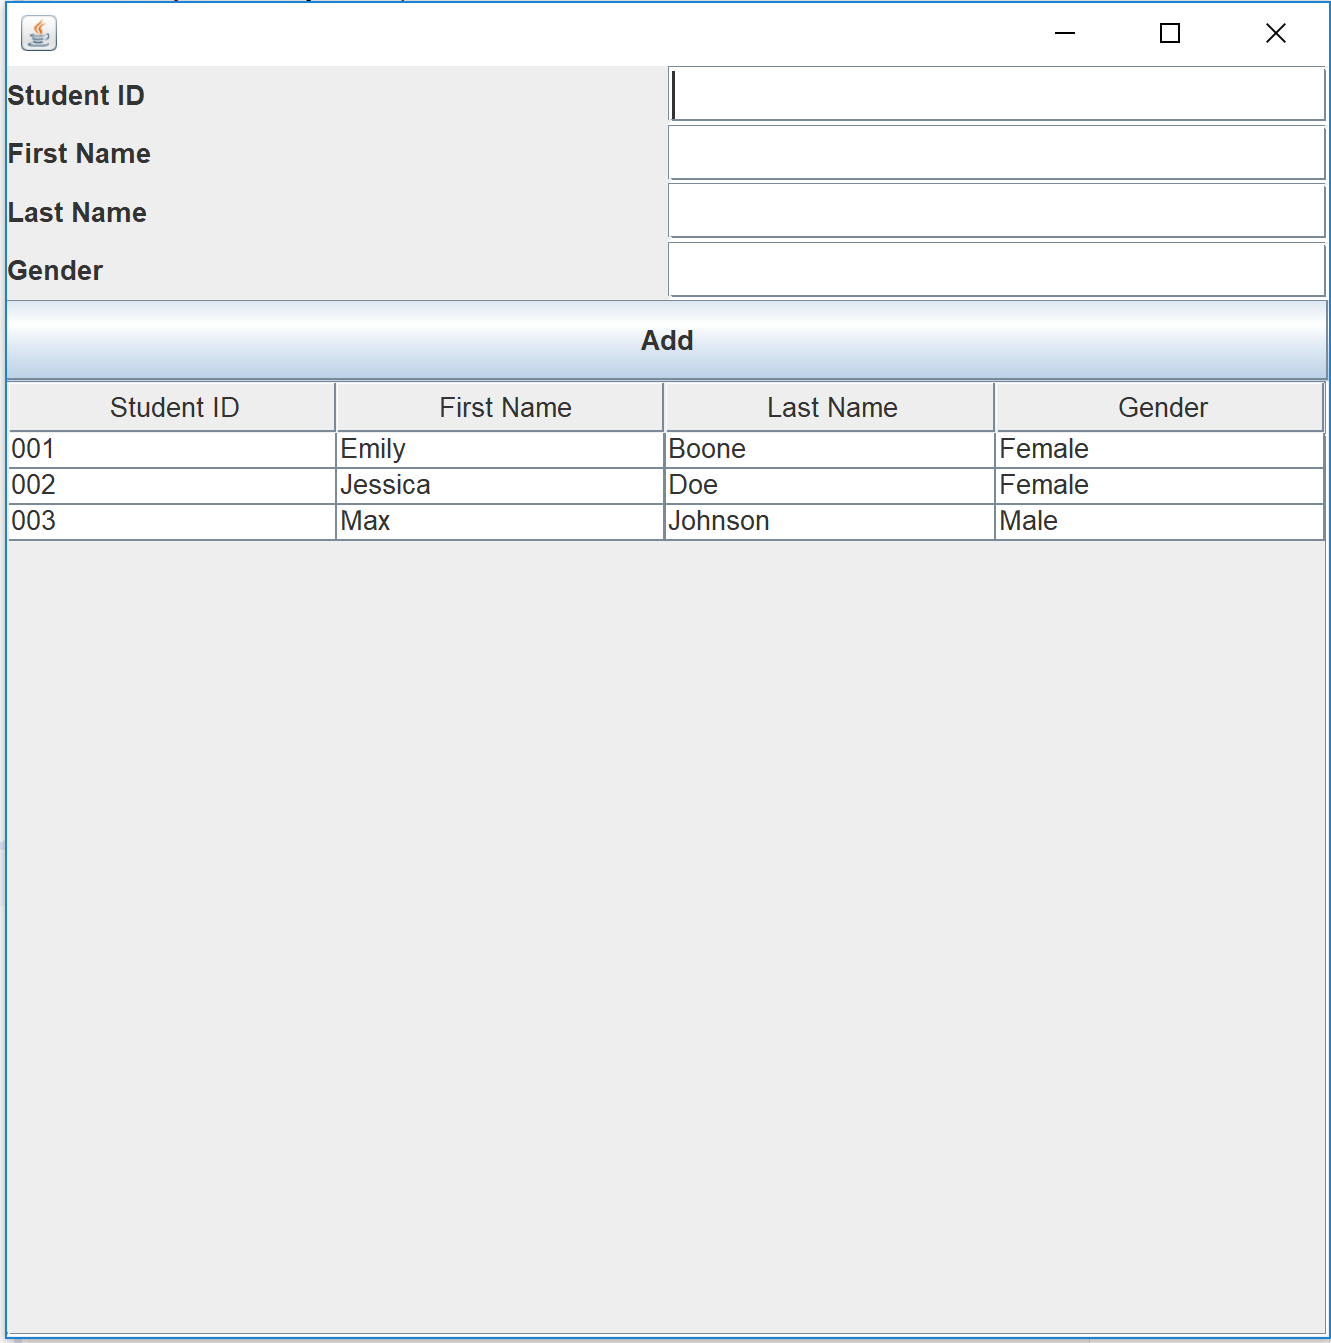 Student ID
First Name
Last Name
Gender
Add
Student ID First Name Last Name Gender
001 Emily Boone Female
002 Jessica Doe Female
003 Max Johnson Male